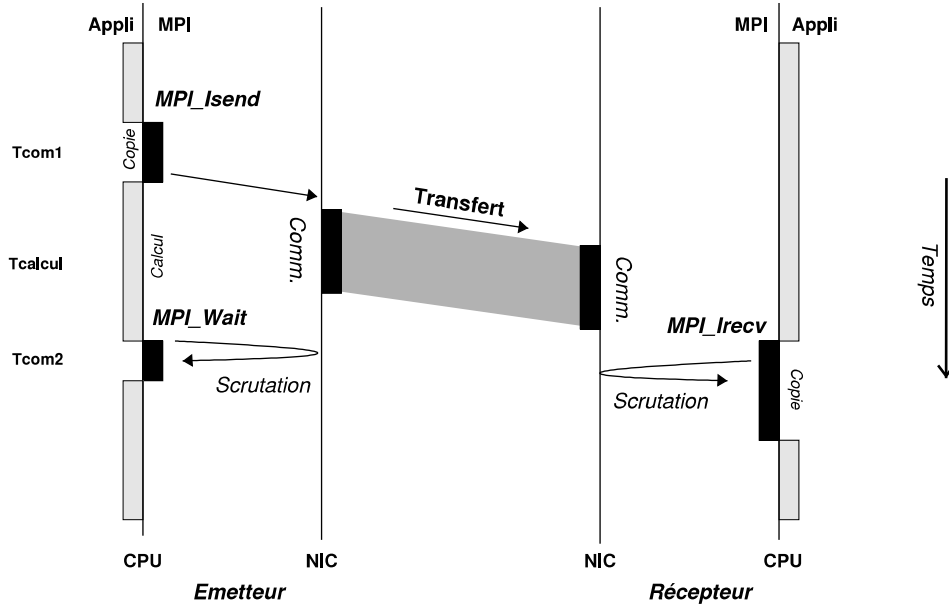 Appli MPI MPI Appli
MPI_Isend
Copie
Tcom1
Transfert
Comm.
Calcul
Tcalcul
Comm.
Temps
MPI_Wait
MPI_Irecv
Tcom2
Scrutation
Scrutation
Copie
CPU NIC NIC CPU
Emetteur Récepteur